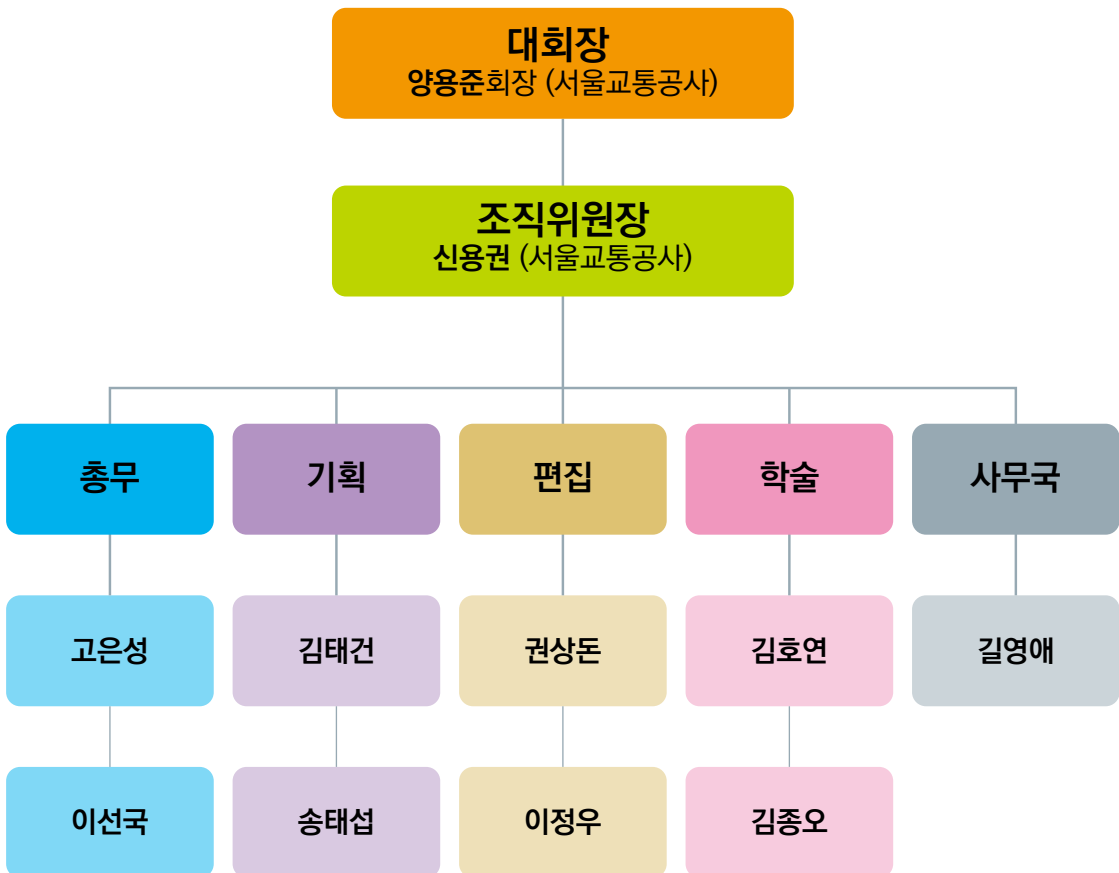 대회장
양용준회장 (서울교통공사)
조직위원장
신용권 (서울교통공사)
총무
기획
편집
학술
사무국
고은성
김태건
권상돈
김호연
길영애
이선국
송태섭
이정우
김종오